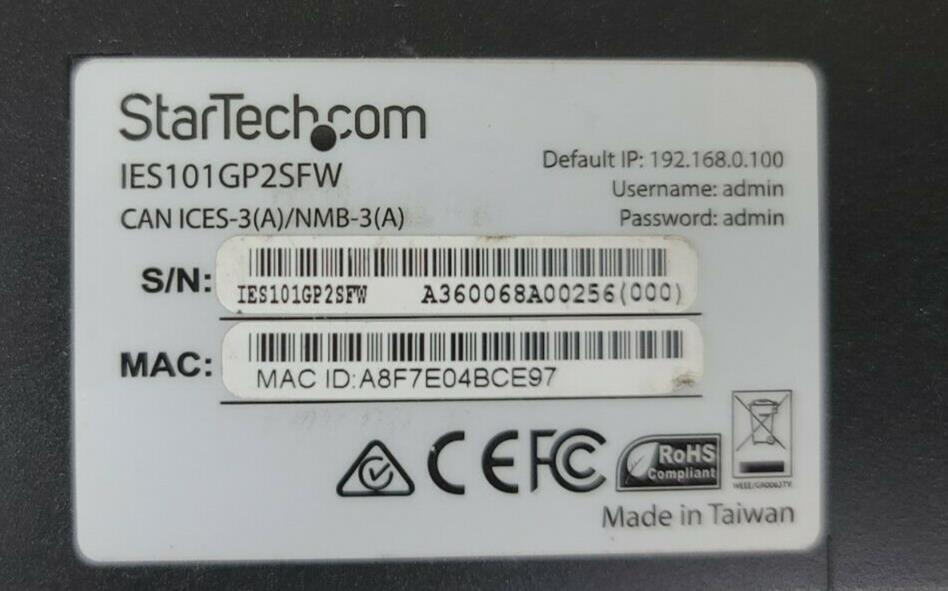 StarTech.com
IES101GP2SFW
Default IP: 192.168.0.100
Username: admin
CAN ICES-3(A)/NMB-3(A)
Password: admin
S/N:
IES101GP2SFW A360068A00256(000)
MAC:
MAC ID:A8F7E04BCE97
CE FC
RoHS
Compliant
Made in Taiwan